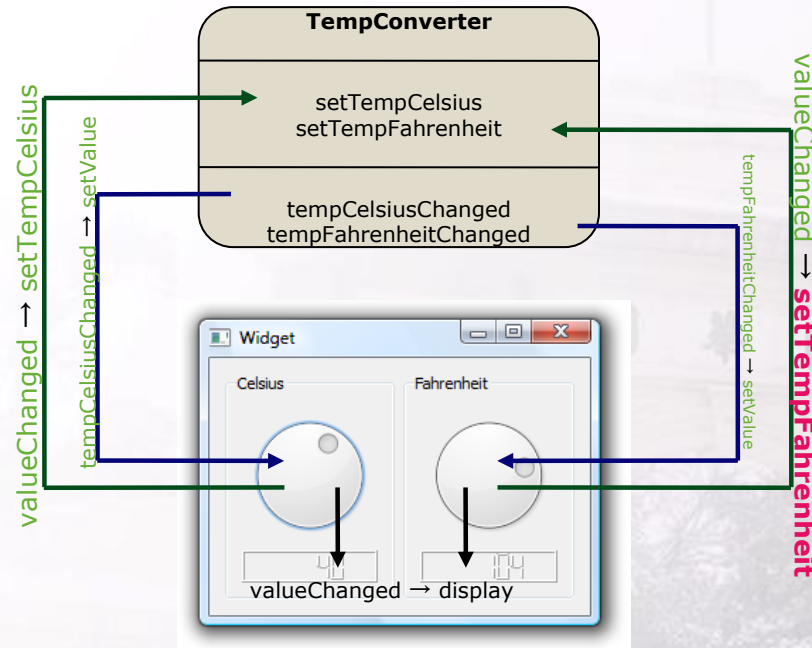 TempConverter
setTempCelsius
setTempFahrenheit
tempCelsiusChanged
tempFahrenheitChanged
valueChanged → setTempCelsius
tempCelsiusChanged → setValue
tempFahrenheitChanged → setValue
valueChanged → setTempFahrenheit
Widget
Celsius
Fahrenheit
40
104
valueChanged → display